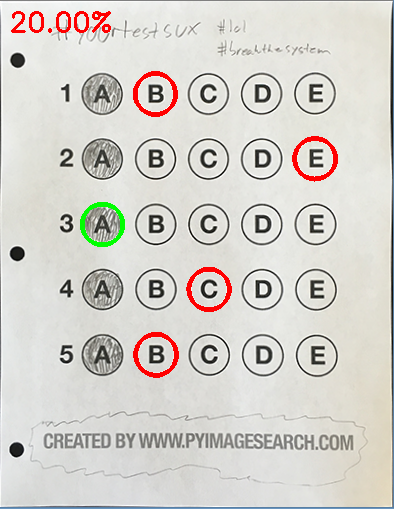 20.00%
#yourtestsux #lol
#breakthesystem
1 A B C D E
2 A B C D E
3 A B C D E
4 A B C D E
5 A B C D E
CREATED BY WWW.PYIMAGESEARCH.COM